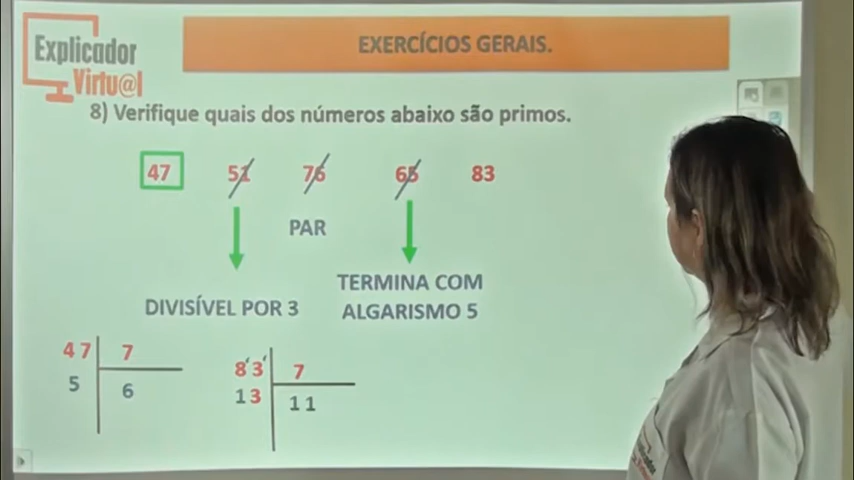 Explicador
Virtu@l
EXERCÍCIOS GERAIS.
8) Verifique quais dos números abaixo são primos.
47 51 76 65 83
PAR
TERMINA COM
ALGARISMO 5
DIVISÍVEL POR 3
47 7
5 6
83 7
13 11